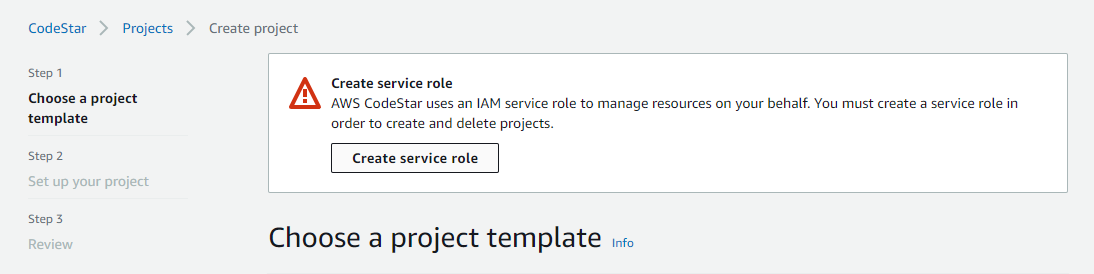 CodeStar
Projects
Create project
Step 1
Choose a project
template
Step 2
Set up your project
Step 3
Review
Create service role
AWS CodeStar uses an IAM service role to manage resources on your behalf. You must create a service role in
order to create and delete projects.
Create service role
Choose a project template Info